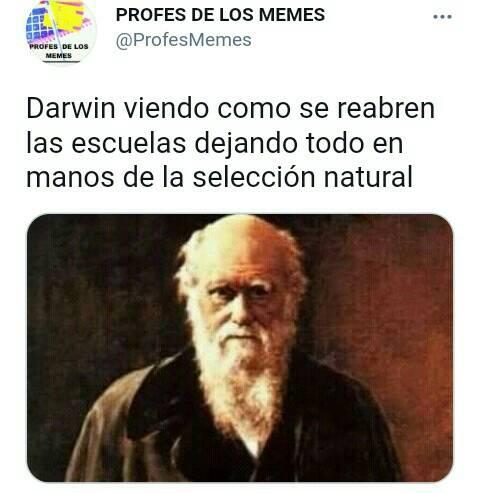 PROFES DE LOS MEMES
@ProfesMemes
PROFES DE LOS
MEMES
Darwin viendo como se reabren
las escuelas dejando todo en
manos de la selección natural